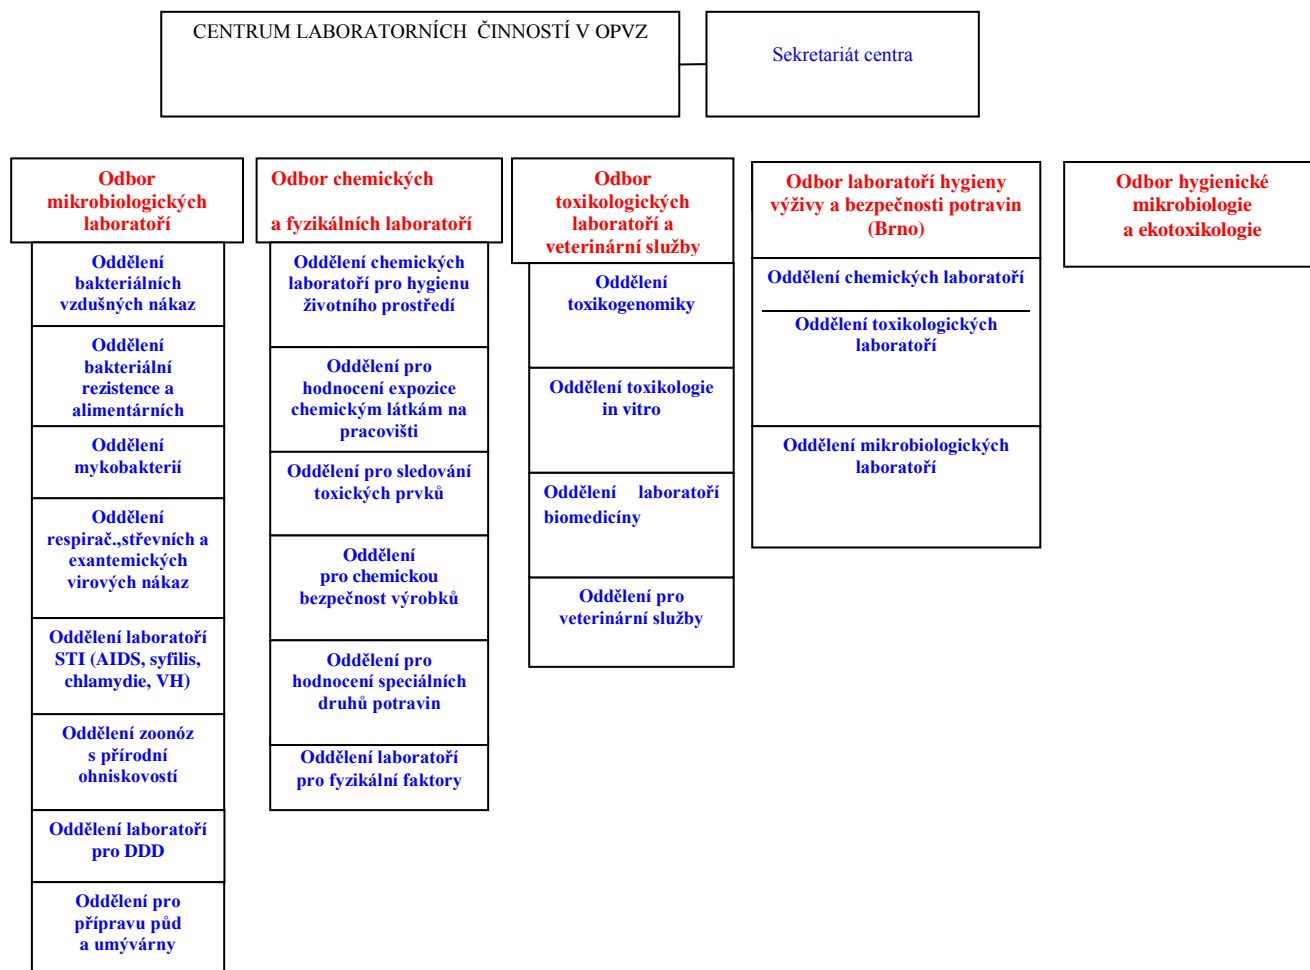 CENTRUM LABORATORNÍCH ČINNOSTÍ V OPVZ
Sekretariát centra
Odbor
mikrobiologických
laboratoří
Oddělení
bakteriálních
vzdušných nákaz
Oddělení
bakteriální
rezistence a
alimentárních
Oddělení
mykobakterií
Oddělení
respirač.,střevních a
exantemických
virových nákaz
Oddělení laboratoří
STI (AIDS, syfilis,
chlamydie, VH)
Oddělení zoonóz
s přírodní
ohniskovostí
Oddělení laboratoří
pro DDD
Oddělení pro
přípravu půd
a umývárny
Odbor chemických
a fyzikálních laboratoří
Oddělení chemických
laboratoří pro hygienu
životního prostředí
Oddělení pro
hodnocení expozice
chemickým látkám na
pracovišti
Oddělení pro sledování
toxických prvků
Oddělení
pro chemickou
bezpečnost výrobků
Oddělení pro
hodnocení speciálních
druhů potravin
Oddělení laboratoří
pro fyzikální faktory
Odbor
toxikologických
laboratoří a
veterinární služby
Oddělení
toxikogenomiky
Oddělení toxikologie
in vitro
Oddělení laboratoří
biomedicíny
Oddělení pro
veterinární služby
Odbor laboratoří hygieny
výživy a bezpečnosti potravin
(Brno)
Oddělení chemických laboratoří
Oddělení toxikologických
laboratoří
Oddělení mikrobiologických
laboratoří
Odbor hygienické
mikrobiologie
a ekotoxikologie